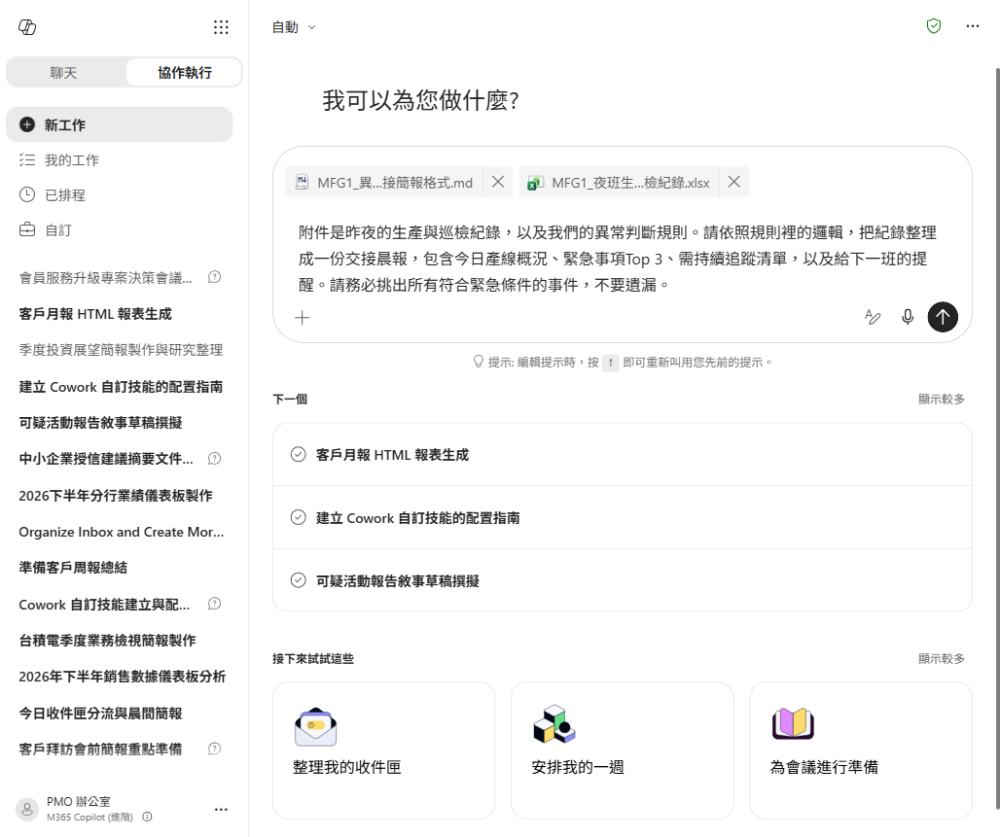 自動
聊天
協作執行
新工作
我的工作
已排程
自訂
會員服務升級專案決策會議...
客戶月報 HTML 報表生成
季度投資展望簡報製作與研究整理
建立 Cowork 自訂技能的配置指南
可疑活動報告敘事草稿撰擬
中小企業授信建議摘要文件...
2026下半年分行業績儀表板製作
Organize Inbox and Create Mor...
準備客戶周報總結
Cowork 自訂技能建立與配...
台積電季度業務檢視簡報製作
2026年下半年銷售數據儀表板分析
今日收件匣分流與晨間簡報
客戶拜訪會前簡報重點準備
PMO 辦公室
M365 Copilot (進階)
我可以為您做什麼?
MFG1_異...接簡報格式.md
MFG1_夜班生...檢紀錄.xlsx
附件是昨夜的生產與巡檢紀錄，以及我們的異常判斷規則。請依照規則裡的邏輯，把紀錄整理
成一份交接晨報，包含今日產線概況、緊急事項Top 3、需持續追蹤清單，以及給下一班的提
醒。請務必挑出所有符合緊急條件的事件，不要遺漏。
提示: 編輯提示時，按 ↑ 即可重新叫用您先前的提示。
下一個
顯示較多
客戶月報 HTML 報表生成
建立 Cowork 自訂技能的配置指南
可疑活動報告敘事草稿撰擬
接下來試試這些
顯示較多
整理我的收件匣
安排我的一週
為會議進行準備